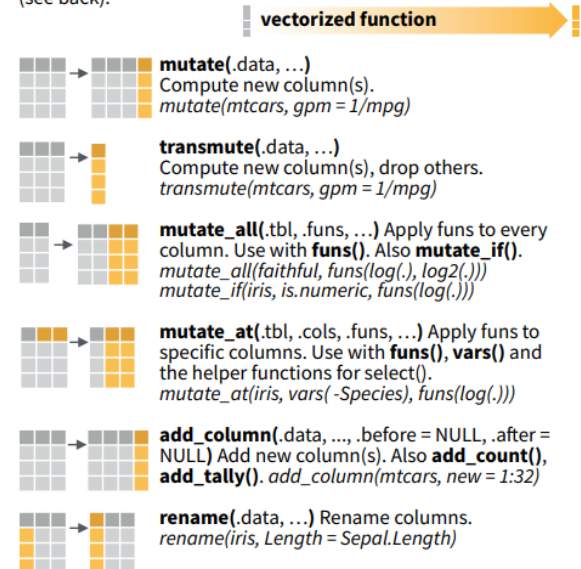 (see back).
vectorized function
mutate(.data, …)
Compute new column(s).
mutate(mtcars, gpm = 1/mpg)
transmute(.data, …)
Compute new column(s), drop others.
transmute(mtcars, gpm = 1/mpg)
mutate_all(.tbl, .funs, …) Apply funs to every
column. Use with funs(). Also mutate_if().
mutate_all(faithful, funs(log(.), log2(.)))
mutate_if(iris, is.numeric, funs(log(.)))
mutate_at(.tbl, .cols, .funs, …) Apply funs to
specific columns. Use with funs(), vars() and
the helper functions for select().
mutate_at(iris, vars( -Species), funs(log(.)))
add_column(.data, ..., .before = NULL, .after =
NULL) Add new column(s). Also add_count(),
add_tally(). add_column(mtcars, new = 1:32)
rename(.data, …) Rename columns.
rename(iris, Length = Sepal.Length)